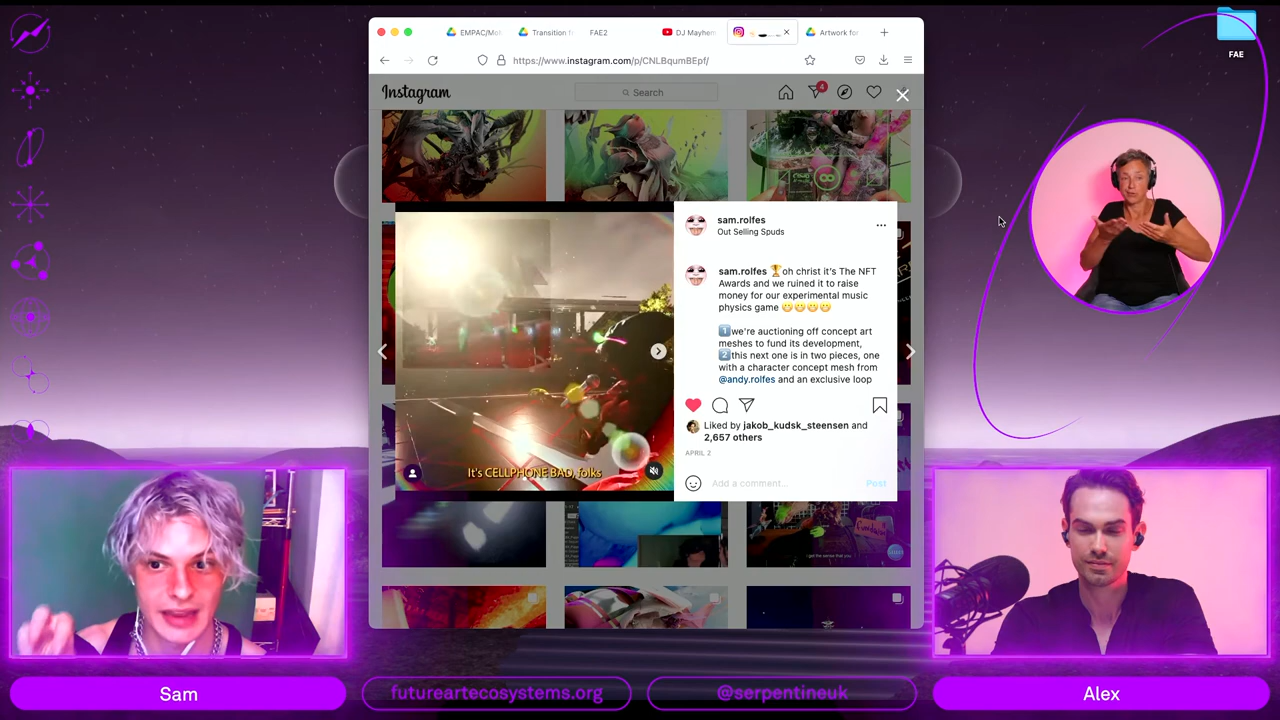 EMPAC/Mo
Transition f
FAE2
DJ Mayhem
Artwork for
https://www.instagram.com/p/CNLBqumBEpf/
Instagram
Search
4
FAE
sam.rolfes
Out Selling Spuds
sam.rolfes 🏆oh christ it's The NFT
Awards and we ruined it to raise
money for our experimental music
physics game 😬😬😬😬
1️⃣we're auctioning off concept art
meshes to fund its development,
2️⃣this next one is in two pieces, one
with a character concept mesh from
@andy.rolfes and an exclusive loop
Liked by jakob_kudsk_steensen and
2,657 others
APRIL 2
Add a comment...
Post
It's CELLPHONE BAD, folks
Sam
futureartecosystems.org
@serpentineuk
Alex